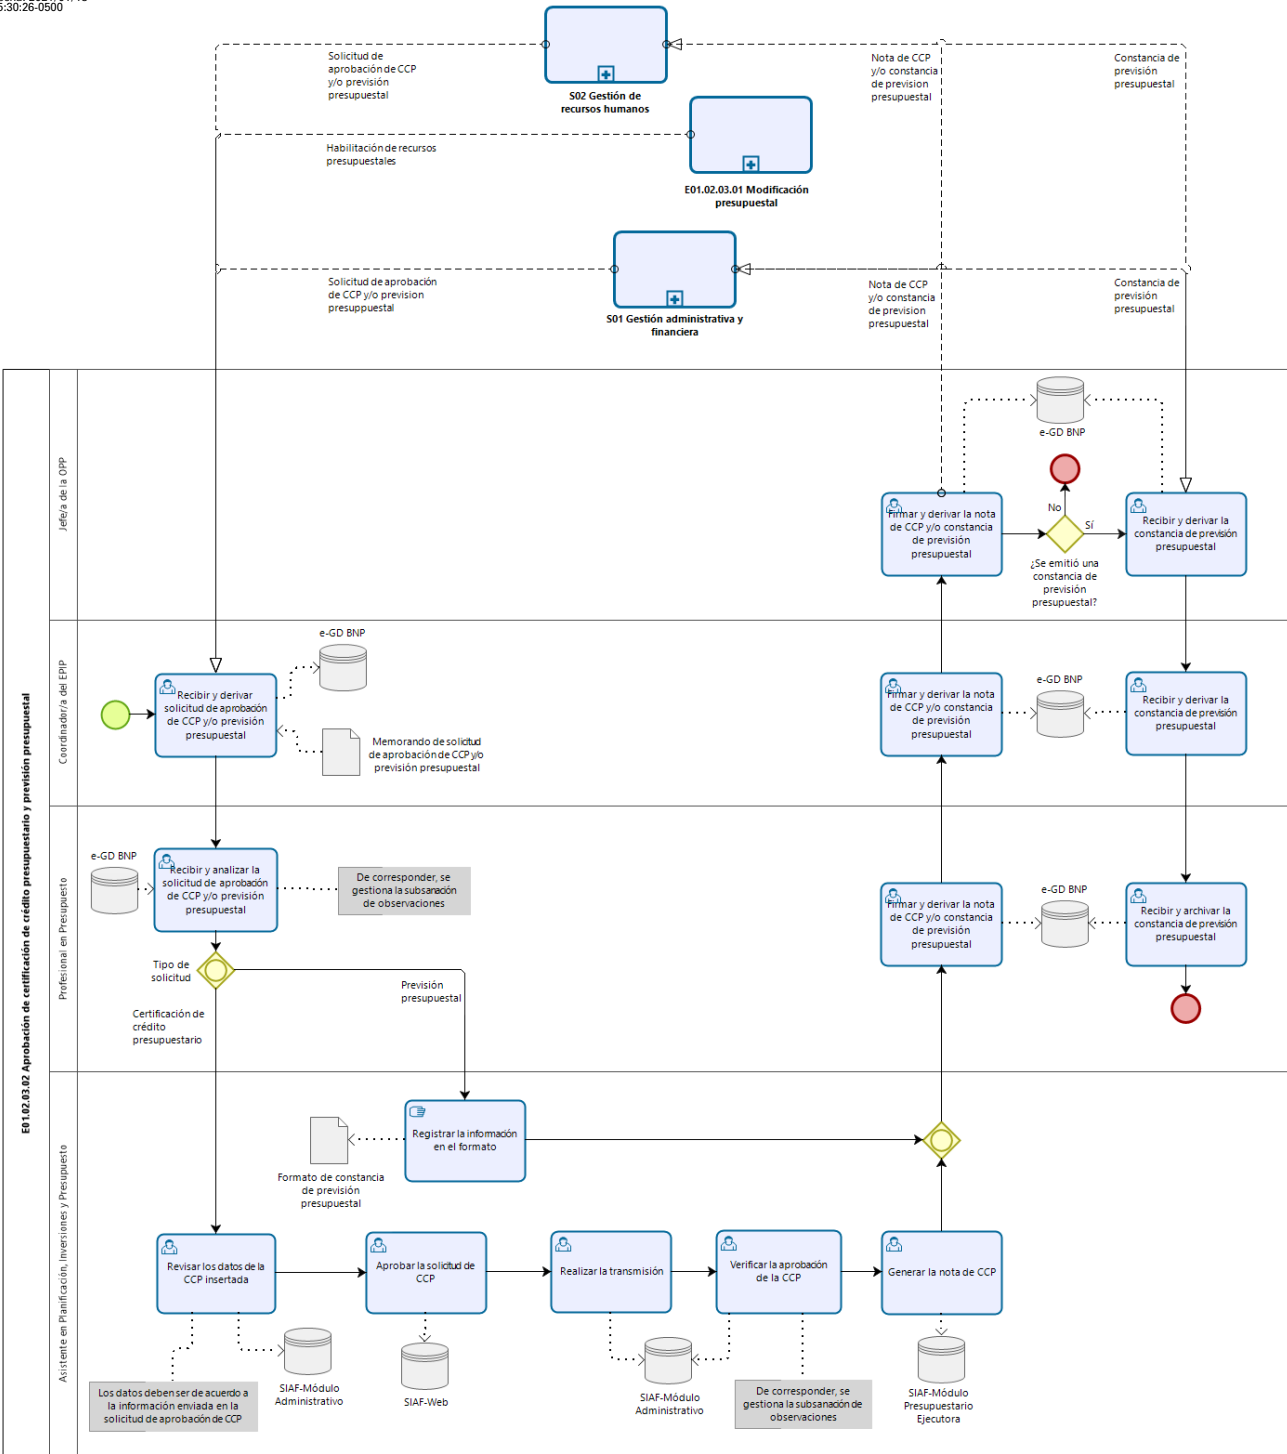 5:30:26-0500
Solicitud de
aprobación de CCP
y/o previsión
presupuestal
S02 Gestión de
recursos humanos
Nota de CCP
y/o constancia
de prevision
presupuestal
Constancia de
previsión
presupuestal
Habilitación de recursos
presupuestales
E01.02.03.01 Modificación
presupuestal
Solicitud de aprobación
de CCP y/o prevision
presuppuestal
S01 Gestión administrativa y
financiera
Nota de CCP
y/o constancia
de prevision
presupuestal
Constancia de
previsión
presupuestal
E01.02.03.02 Aprobación de certificación de crédito presupuestario y previsión presupuestal
Jefe/a de la OPP
e-GD BNP
Firmar y derivar la nota
de CCP y/o constancia
de previsión
presupuestal
No
Sí
¿Se emitió una
constancia de
previsión
presupuestal?
Recibir y derivar la
constancia de previsión
presupuestal
Coordinador/a del EPIP
e-GD BNP
Recibir y derivar
solicitud de aprobación
de CCP y/o previsión
presupuestal
Memorando de solicitud
de aprobación de CCP y/o
previsión presupuestal
Firmar y derivar la nota
de CCP y/o constancia
de previsión
presupuestal
e-GD BNP
Recibir y derivar la
constancia de previsión
presupuestal
Profesional en Presupuesto
e-GD BNP
Recibir y analizar la
solicitud de aprobación
de CCP y/o previsión
presupuestal
De corresponder, se
gestiona la subsanación
de observaciones
Tipo de
solicitud
Previsión
presupuestal
Certificación de
crédito
presupuestario
Firmar y derivar la nota
de CCP y/o constancia
de previsión
presupuestal
e-GD BNP
Recibir y archivar la
constancia de previsión
presupuestal
Asistente en Planificación, Inversiones y Presupuesto
Registrar la información
en el formato
Formato de constancia
de previsión
presupuestal
Revisar los datos de la
CCP insertada
Aprobar la solicitud de
CCP
Realizar la transmisión
Verificar la aprobación
de la CCP
Generar la nota de CCP
Los datos deben ser de acuerdo a
la información enviada en la
solicitud de aprobación de CCP
SIAF-Módulo
Administrativo
SIAF-Web
SIAF-Módulo
Administrativo
De corresponder, se
gestiona la subsanación de
observaciones
SIAF-Módulo
Presupuestario
Ejecutora